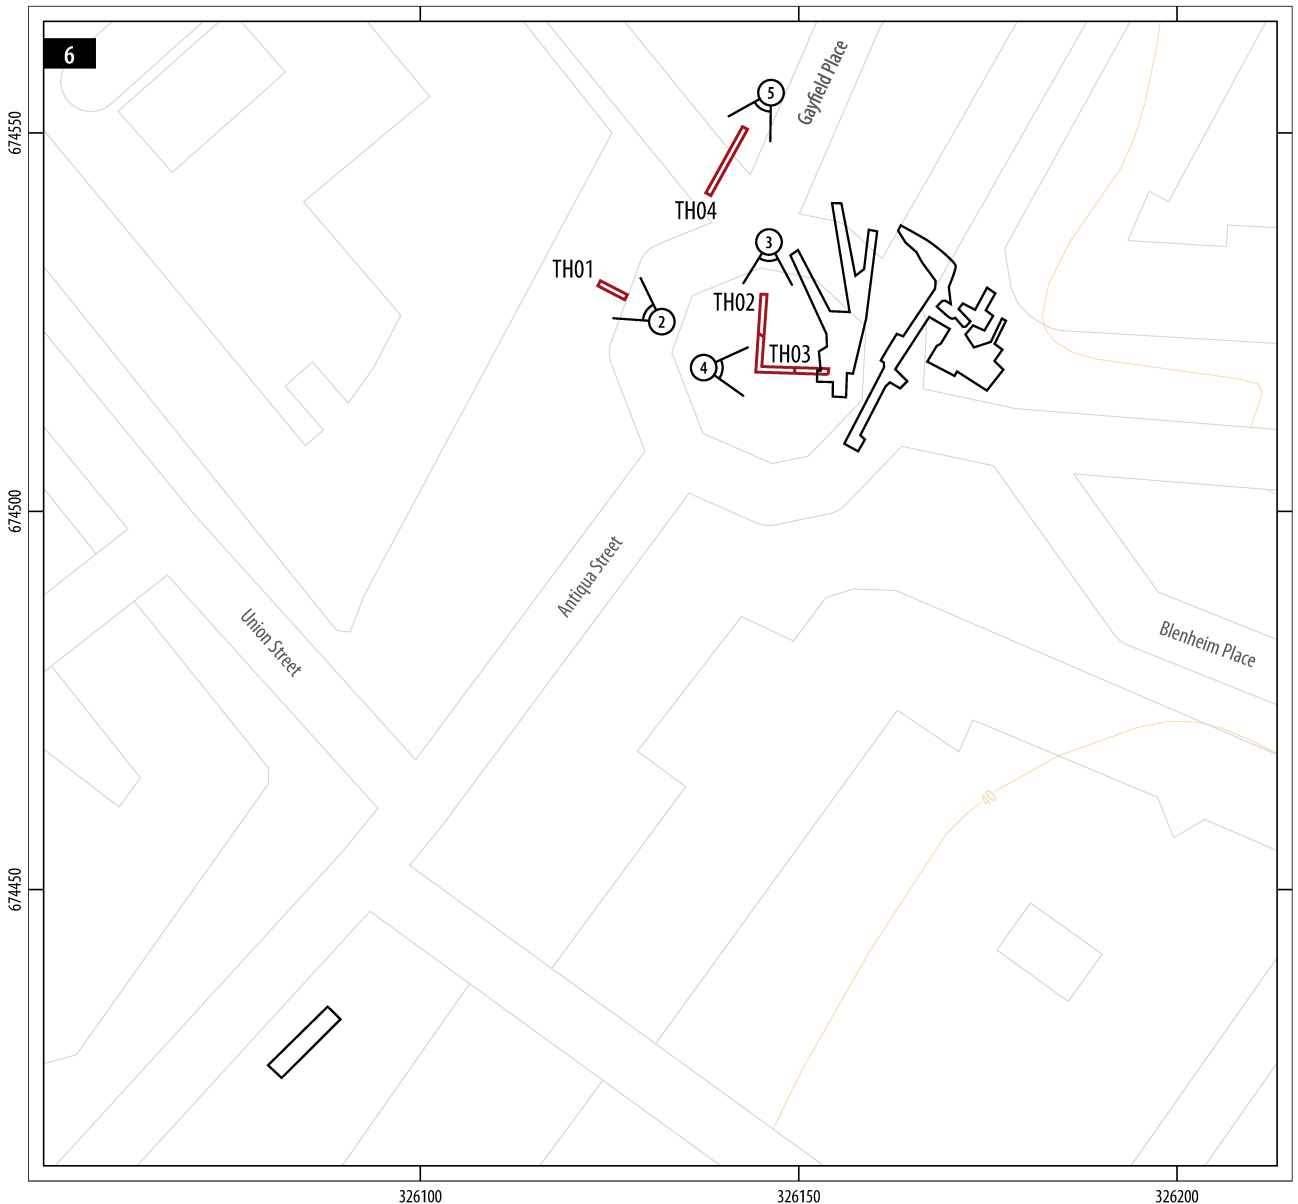 6
5
Gayfield Place
674550
TH04
3
TH01
TH02
2
TH03
4
674500
Antiqua Street
Union Street
Blenheim Place
40
674450
326100
326150
326200